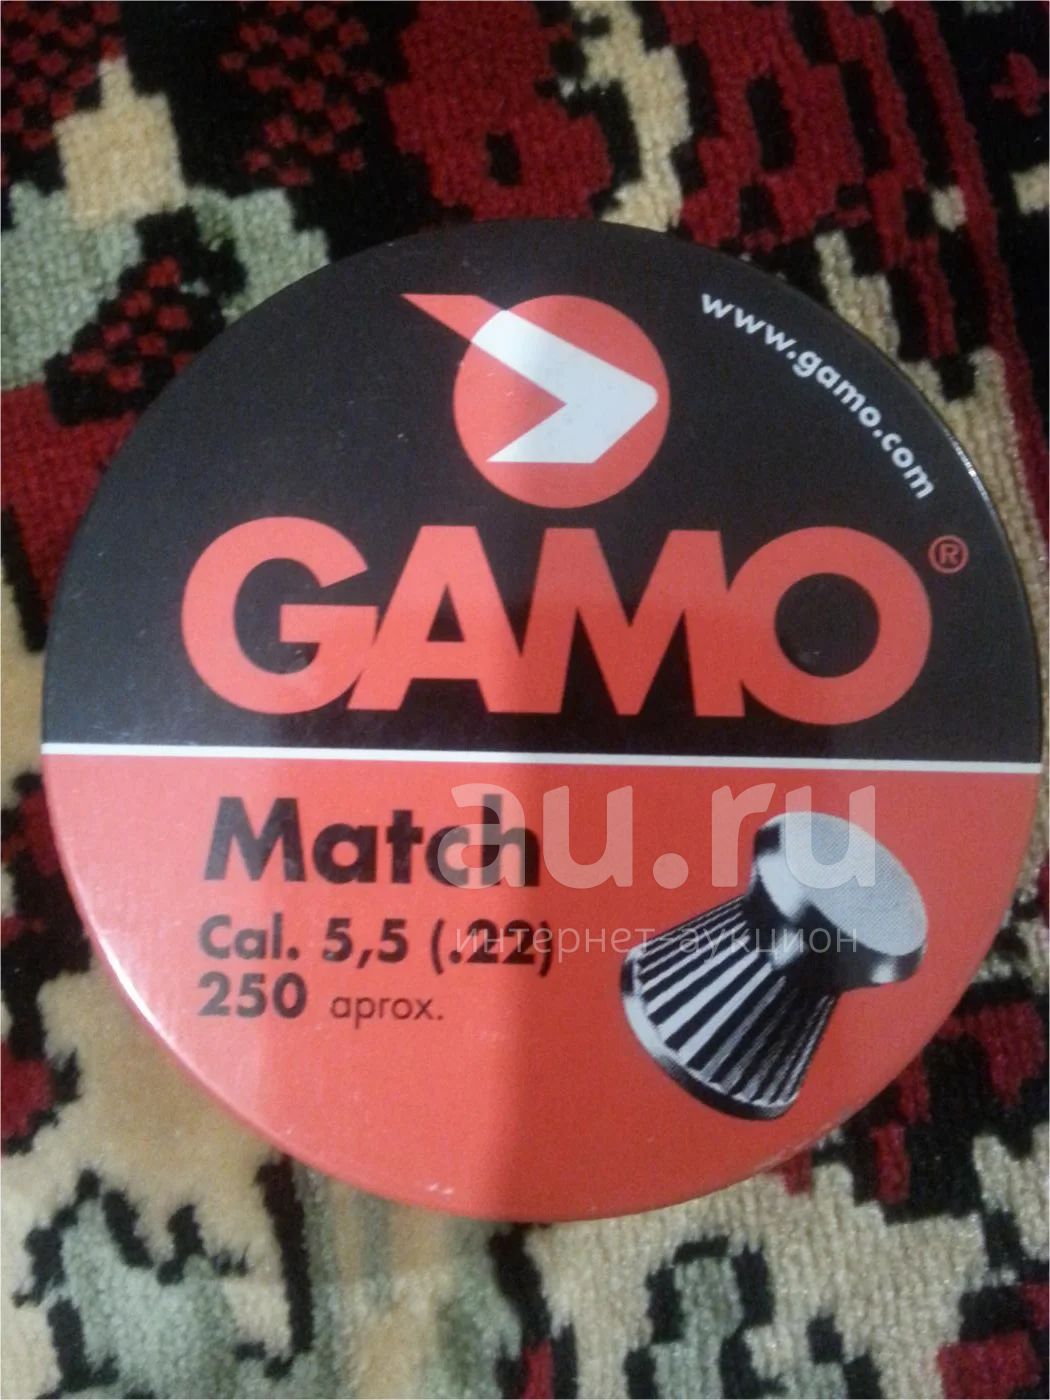 www.gamo.com
GAMO®
Match
Cal. 5,5 (.22)
250 aprox.
au.ru
интернет-аукцион